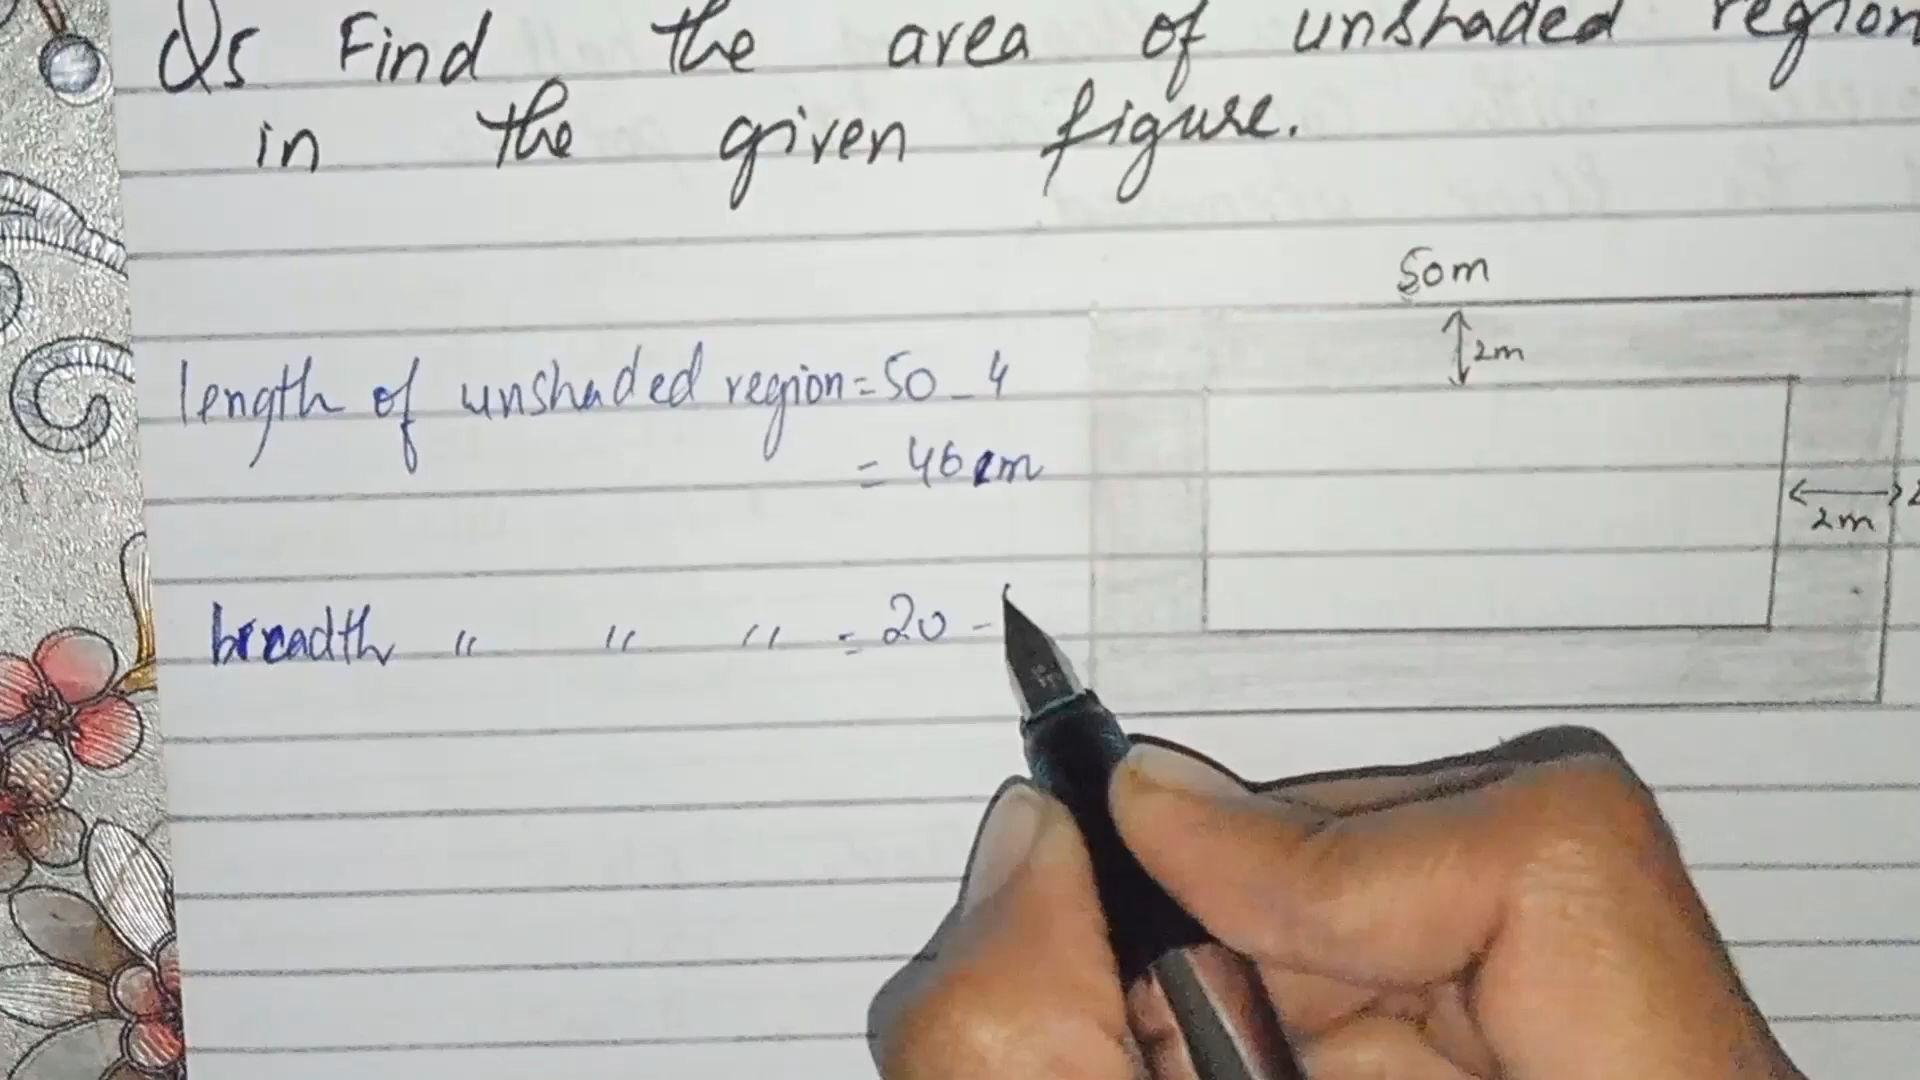 Q5 Find the area of unshaded region
in the given figure.
50m
2m
length of unshaded region = 50 - 4
= 46 m
2m
breadth " " " = 20 -